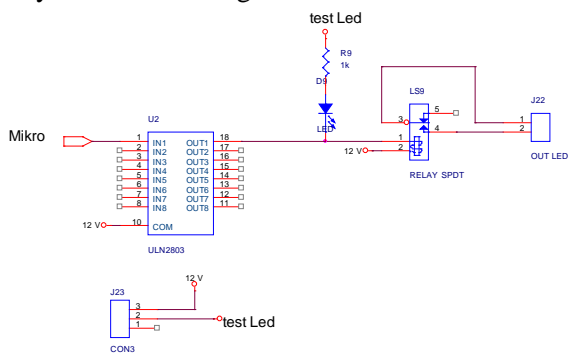 test Led
R9
1k
D9
LED
LS9
3
5
4
1
2
12 V
RELAY SPDT
J22
1
2
OUT LED
Mikro
U2
1 IN1 OUT1 18
2 IN2 OUT2 17
3 IN3 OUT3 16
4 IN4 OUT4 15
5 IN5 OUT5 14
6 IN6 OUT6 13
7 IN7 OUT7 12
8 IN8 OUT8 11
12 V 10 COM
ULN2803
12 V
J23
3
2
1
test Led
CON3